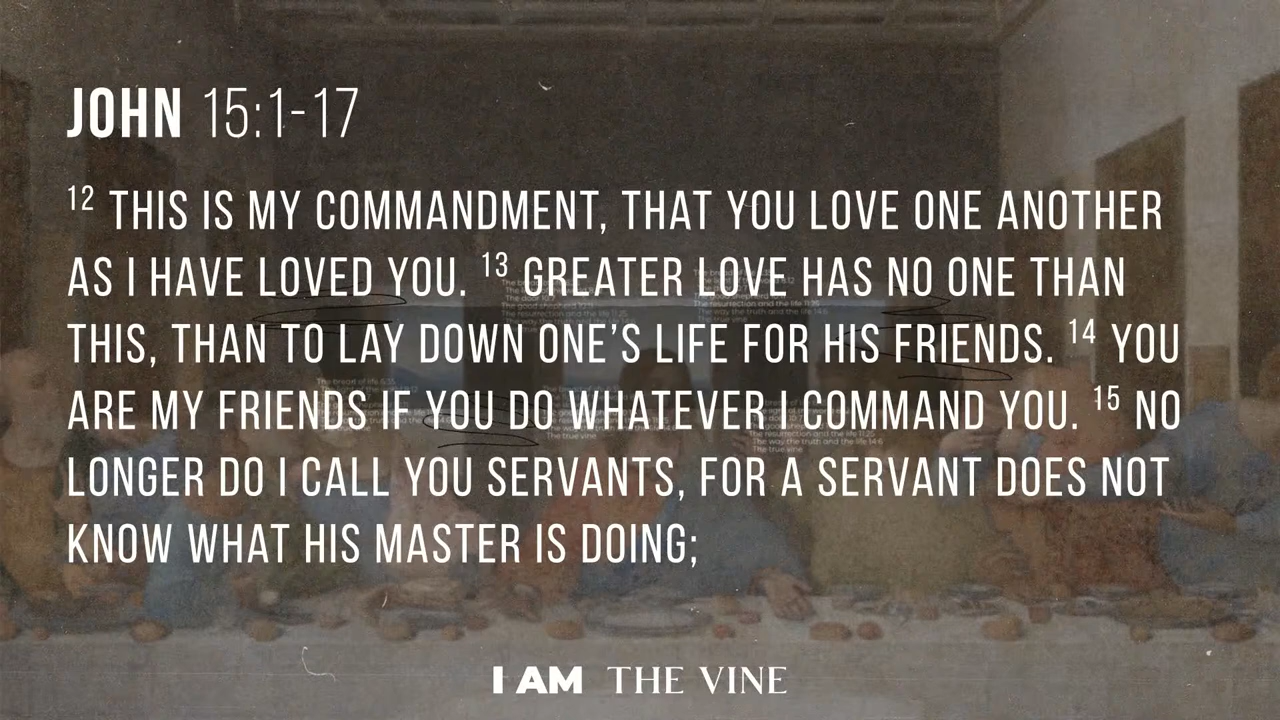 JOHN 15:1-17
12 THIS IS MY COMMANDMENT, THAT YOU LOVE ONE ANOTHER
AS I HAVE LOVED YOU. 13 GREATER LOVE HAS NO ONE THAN
THIS, THAN TO LAY DOWN ONE'S LIFE FOR HIS FRIENDS. 14 YOU
ARE MY FRIENDS IF YOU DO WHATEVER I COMMAND YOU. 15 NO
LONGER DO I CALL YOU SERVANTS, FOR A SERVANT DOES NOT
KNOW WHAT HIS MASTER IS DOING;
I AM THE VINE